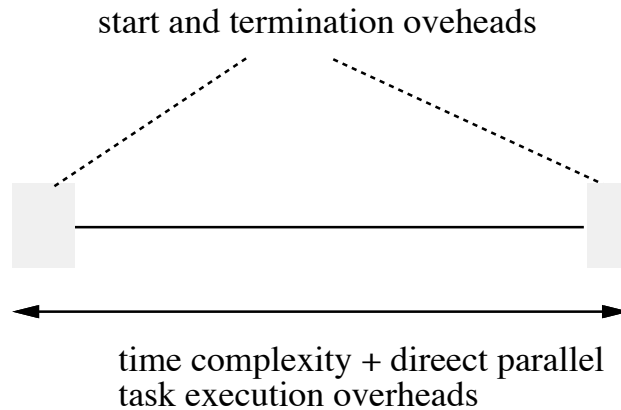 start and termination oveheads
time complexity + direect parallel
task execution overheads